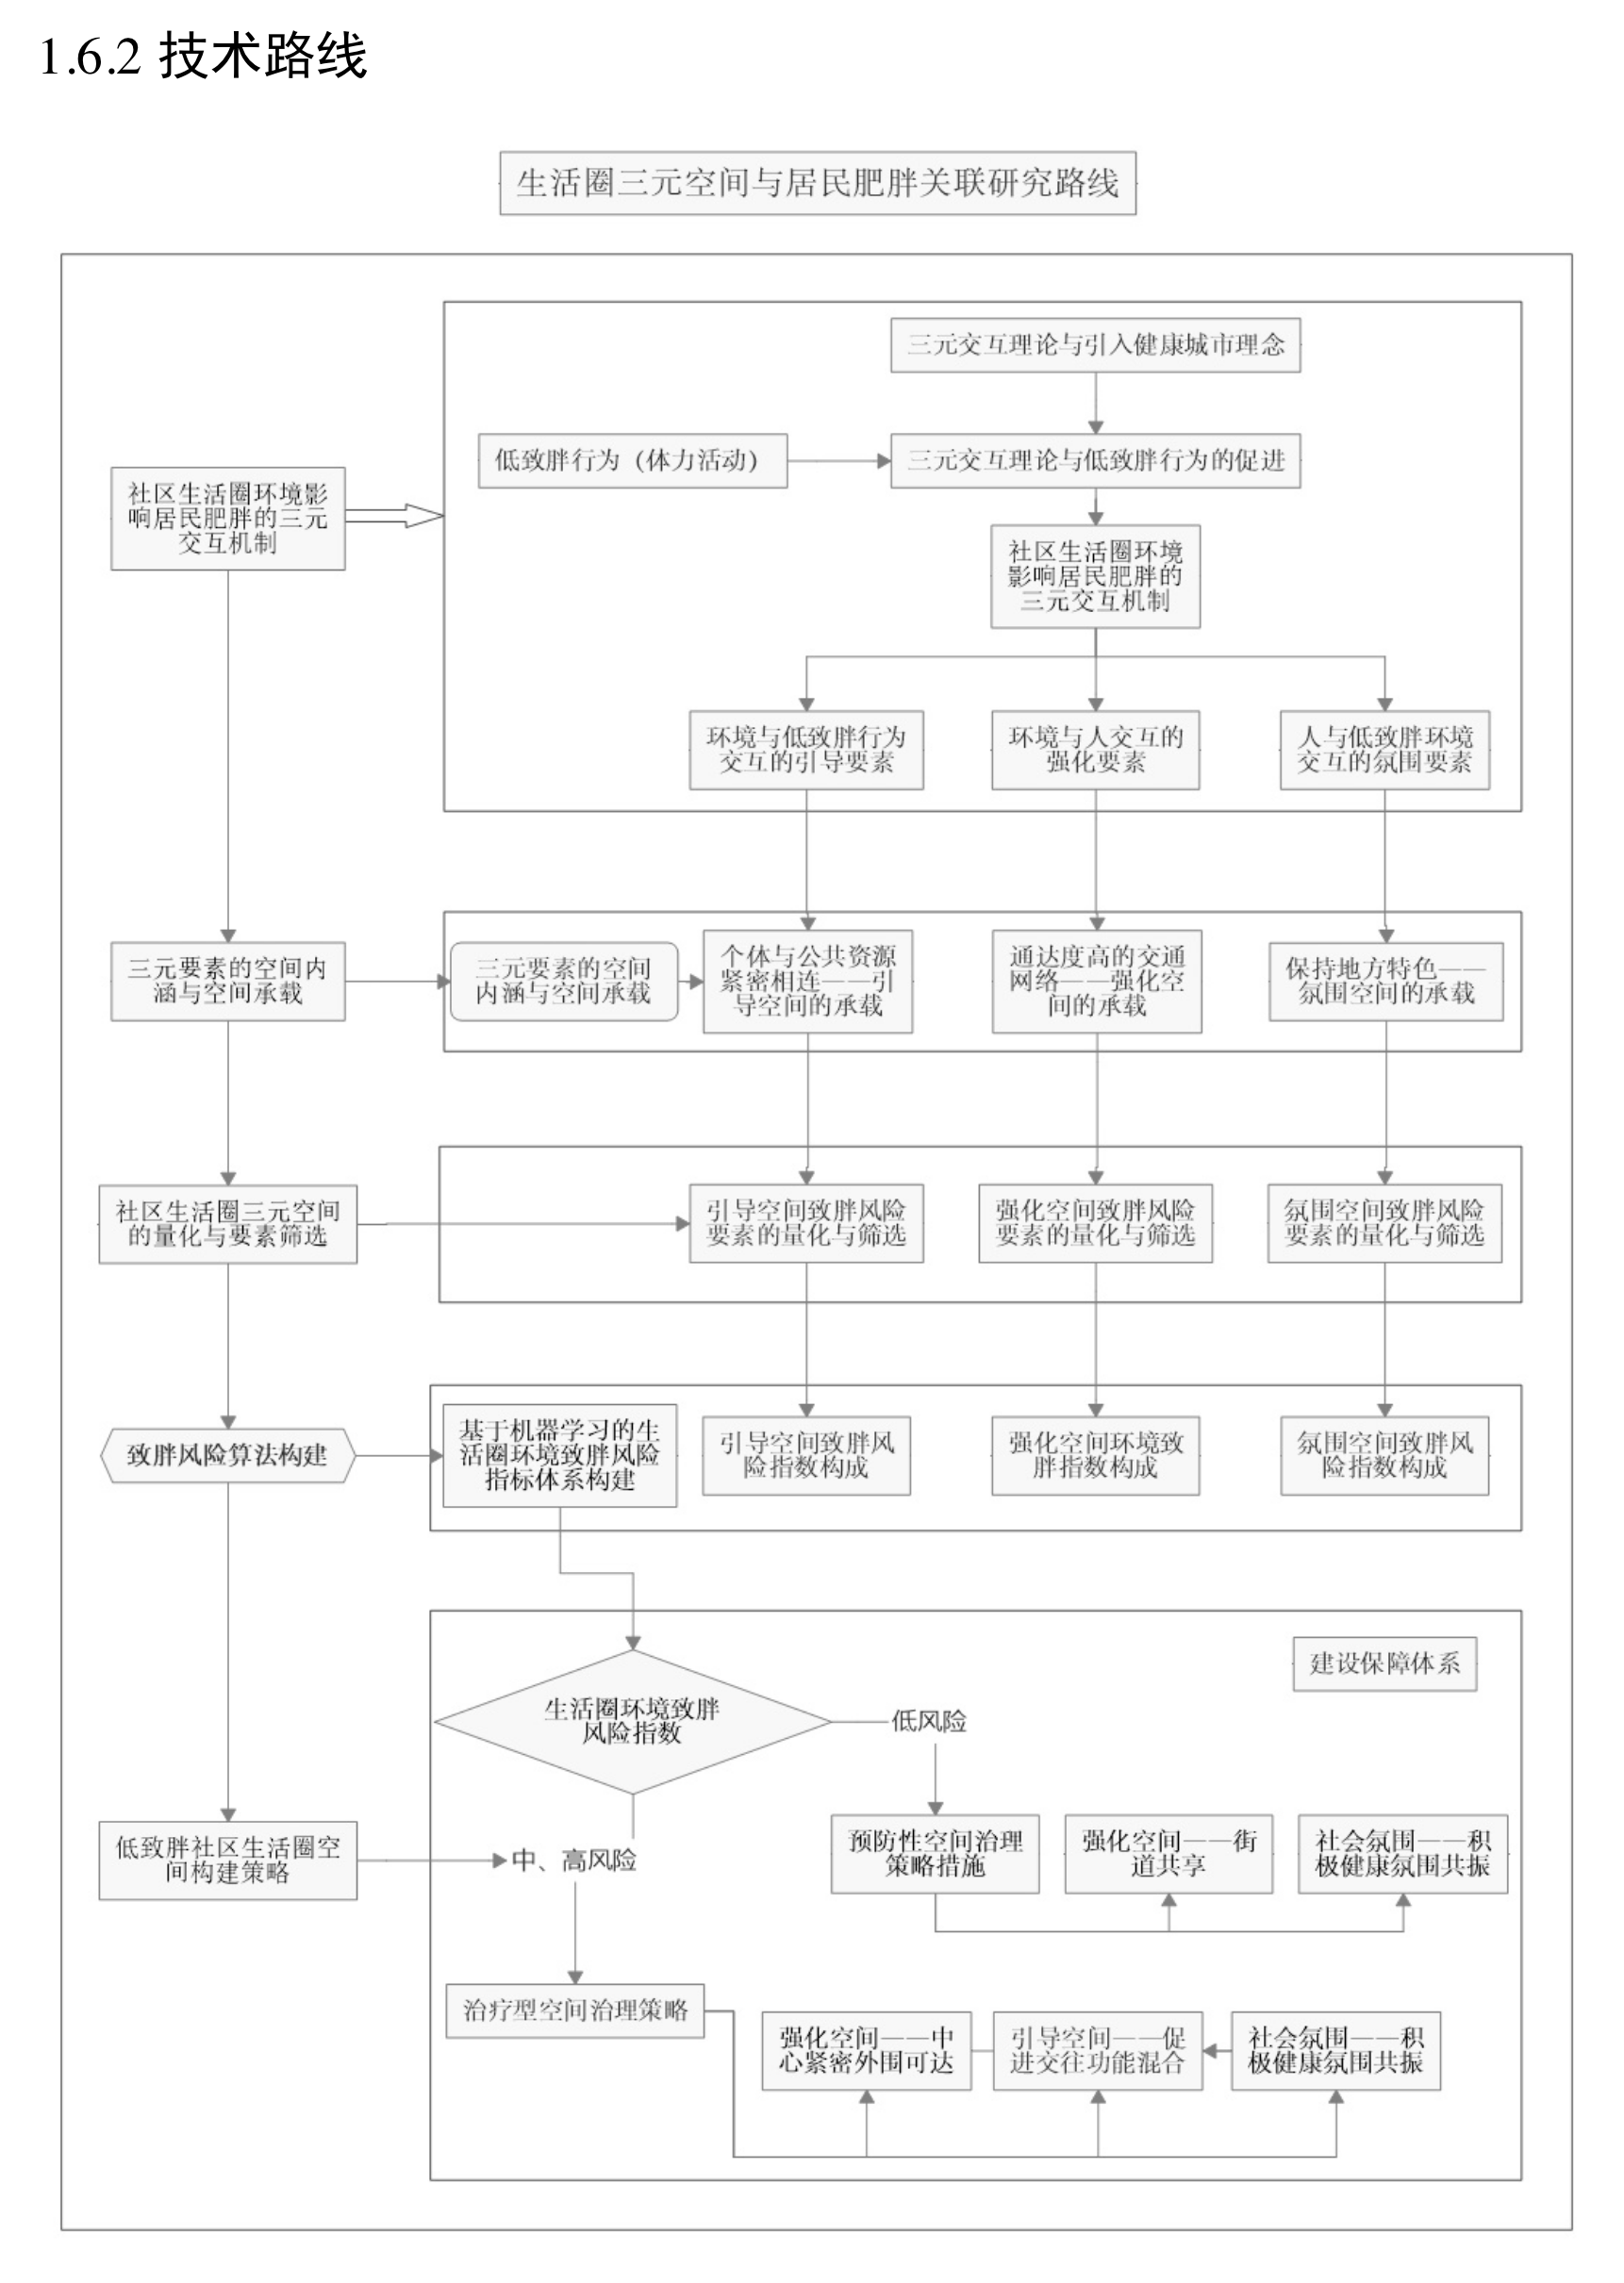 1.6.2 技术路线
生活圈三元空间与居民肥胖关联研究路线
三元交互理论与引入健康城市理念
低致胖行为（体力活动）
三元交互理论与低致胖行为的促进
社区生活圈环境影
响居民肥胖的三元
交互机制
社区生活圈环境
影响居民肥胖的
三元交互机制
环境与低致胖行为
交互的引导要素
环境与人交互的
强化要素
人与低致胖环境
交互的氛围要素
三元要素的空间内
涵与空间承载
三元要素的空间
内涵与空间承载
个体与公共资源
紧密相连——引
导空间的承载
通达度高的交通
网络——强化空
间的承载
保持地方特色——
氛围空间的承载
社区生活圈三元空间
的量化与要素筛选
引导空间致胖风险
要素的量化与筛选
强化空间致胖风险
要素的量化与筛选
氛围空间致胖风险
要素的量化与筛选
致胖风险算法构建
基于机器学习的生
活圈环境致胖风险
指标体系构建
引导空间致胖风
险指数构成
强化空间环境致
胖指数构成
氛围空间致胖风
险指数构成
建设保障体系
生活圈环境致胖
风险指数
低风险
低致胖社区生活圈空
间构建策略
中、高风险
预防性空间治理
策略措施
强化空间——街
道共享
社会氛围——积
极健康氛围共振
治疗型空间治理策略
强化空间——中
心紧密外围可达
引导空间——促
进交往功能混合
社会氛围——积
极健康氛围共振